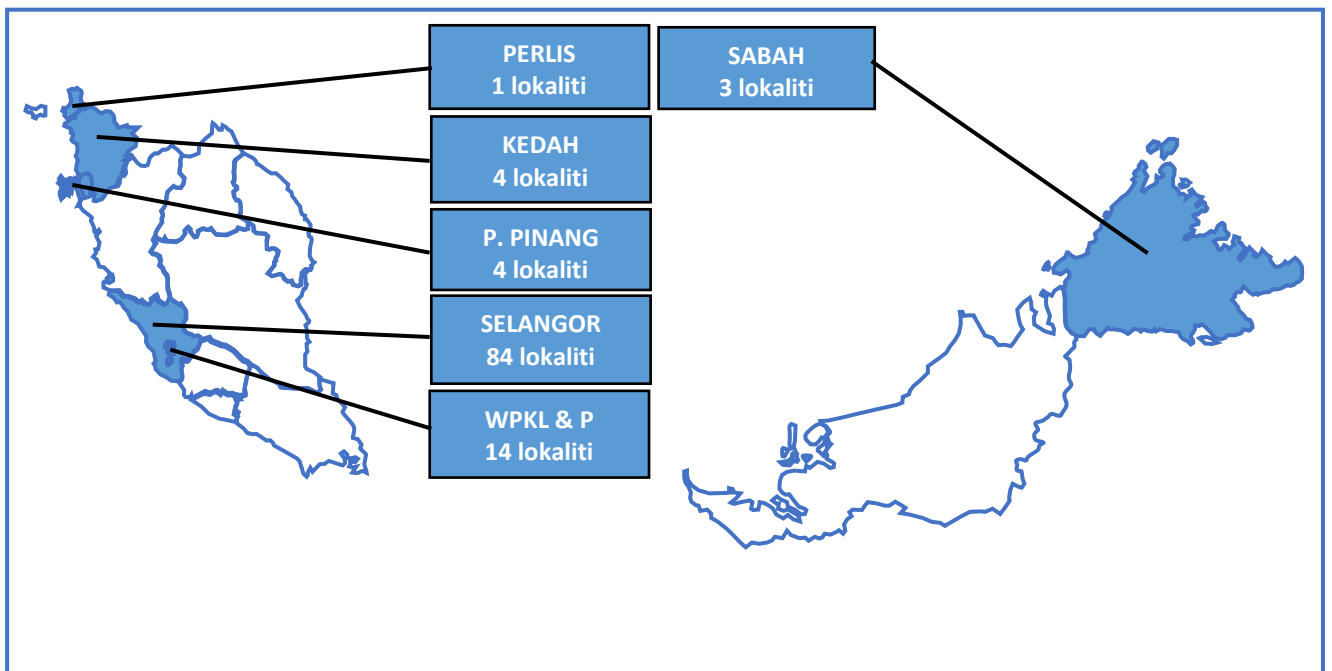 PERLIS
1 lokaliti
SABAH
3 lokaliti
KEDAH
4 lokaliti
P. PINANG
4 lokaliti
SELANGOR
84 lokaliti
WPKL & P
14 lokaliti